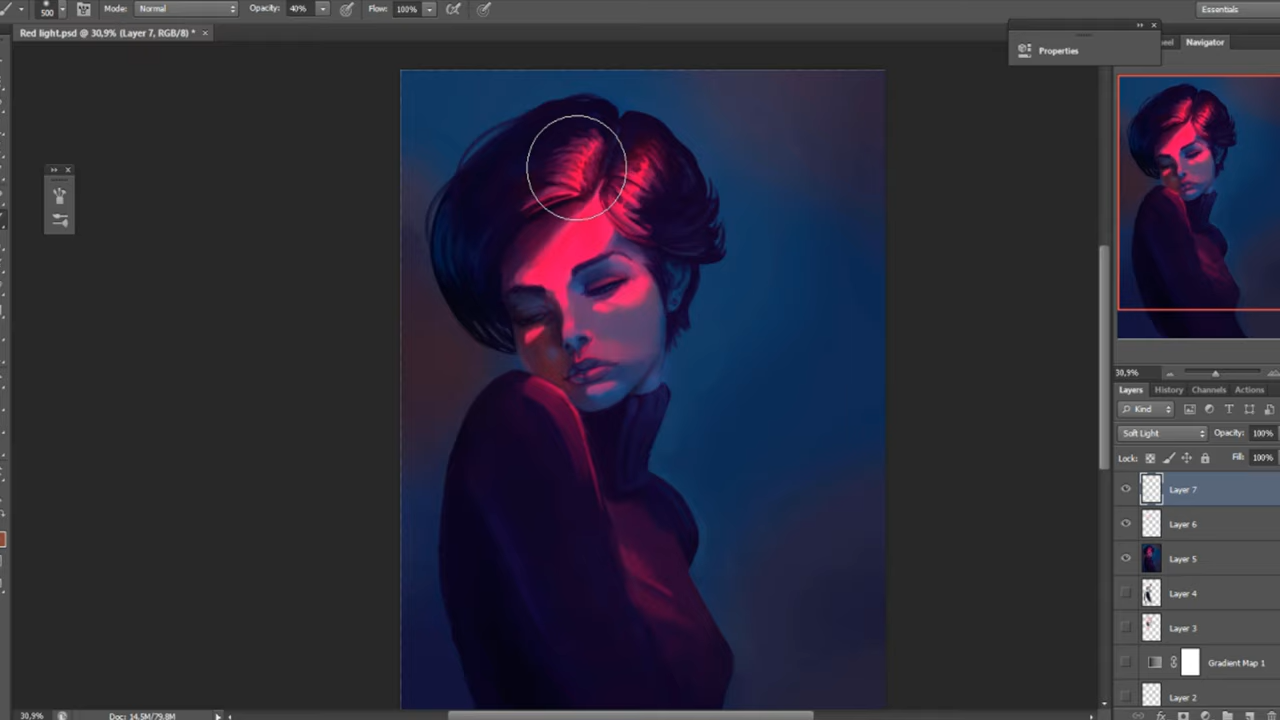 500 Mode: Normal Opacity: 40% Flow: 100% Essentials
Red light.psd @ 30,9% (Layer 7, RGB/8) * ×
Properties
Navigator
30,9%
Layers History Channels Actions
Kind
Soft Light Opacity: 100%
Lock: Fill: 100%
Layer 7
Layer 6
Layer 5
Layer 4
Layer 3
Gradient Map 1
Layer 2
30,9% Doc: 14,5M/79,8M